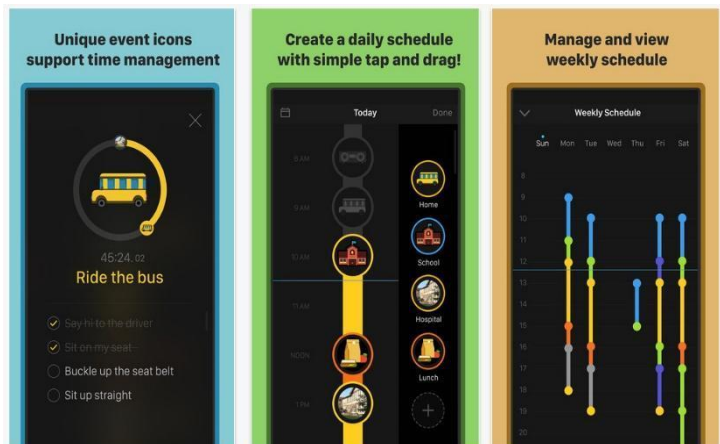 Unique event icons
support time management
45:24.02
Ride the bus
Say hi to the driver
Sit on my seat
Buckle up the seat belt
Sit up straight
Create a daily schedule
with simple tap and drag!
Today Done
8 AM
9 AM
10 AM
11 AM
NOON
1 PM
Home
School
Hospital
Lunch
Manage and view
weekly schedule
Weekly Schedule
Sun Mon Tue Wed Thu Fri Sat
8
9
10
11
12
13
14
15
16
17
18
19
20